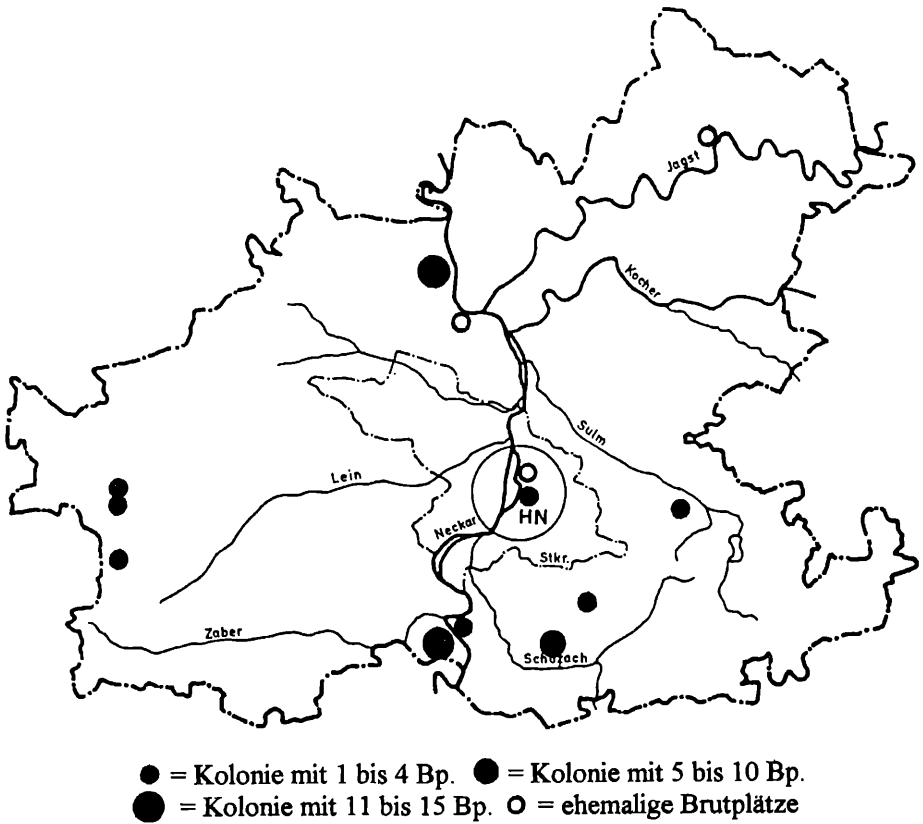 Jagst
Kocher
Sulm
Lein
Neckar
HN
Stkr.
Zaber
Schozach
= Kolonie mit 1 bis 4 Bp. = Kolonie mit 5 bis 10 Bp.
= Kolonie mit 11 bis 15 Bp. = ehemalige Brutplätze